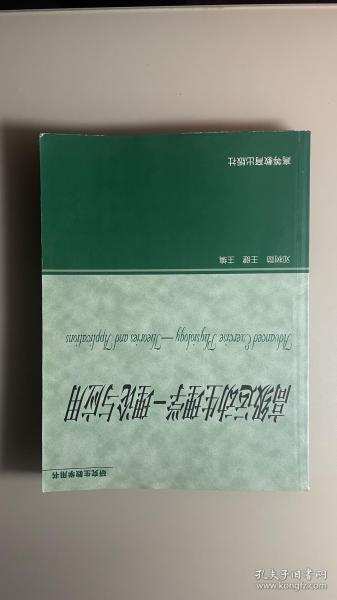 研究生教学用书
高级运动生理学—理论与应用
Advanced Exercise Physiology—Theories and Applications
邓树勋 王健 主编
高等教育出版社
孔夫子旧书网